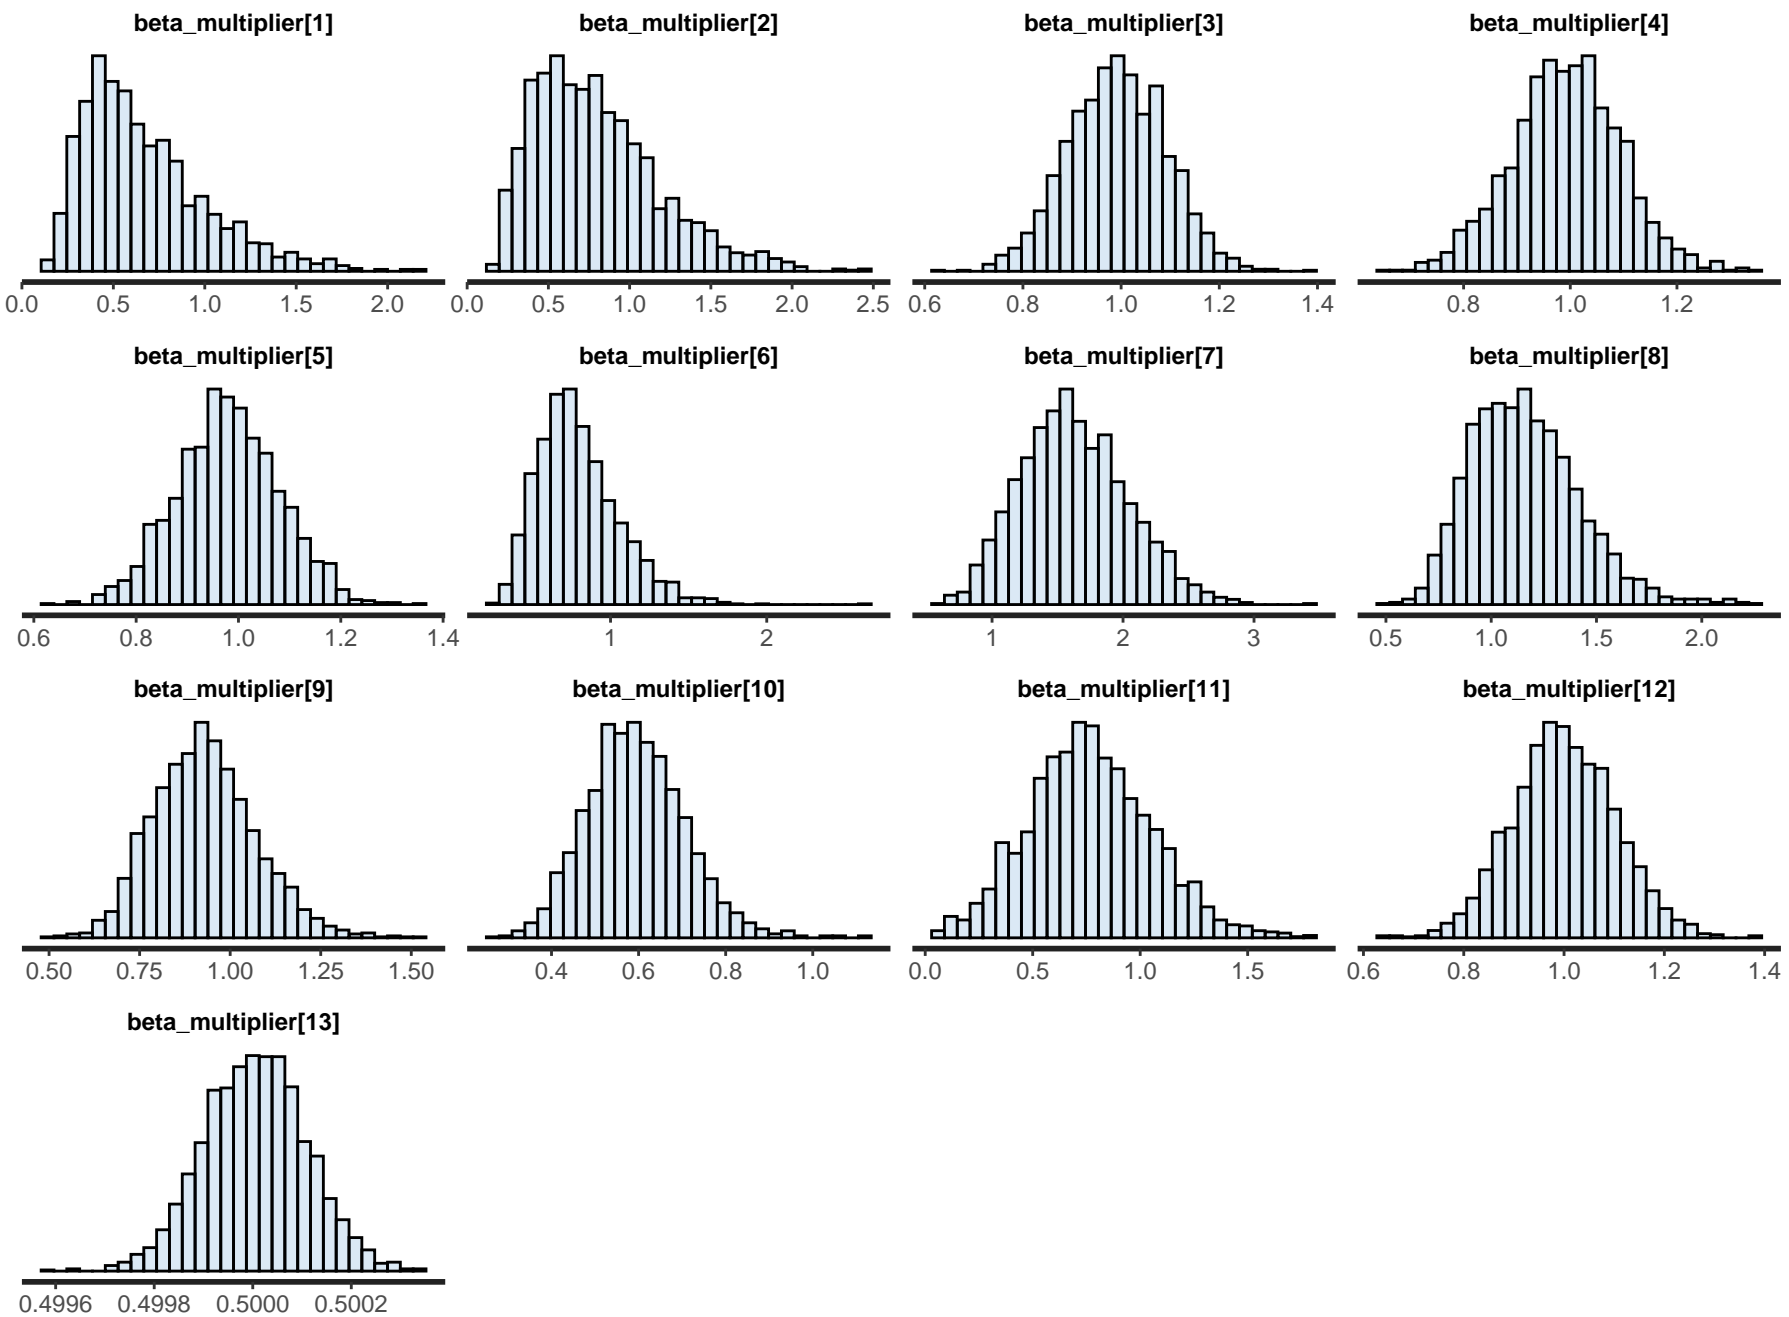 beta_multiplier[1] beta_multiplier[2] beta_multiplier[3] beta_multiplier[4]
0.0 0.5 1.0 1.5 2.0 0.0 0.5 1.0 1.5 2.0 2.5 0.6 0.8 1.0 1.2 1.4 0.8 1.0 1.2
beta_multiplier[5] beta_multiplier[6] beta_multiplier[7] beta_multiplier[8]
0.6 0.8 1.0 1.2 1.4 1 2 1 2 3 0.5 1.0 1.5 2.0
beta_multiplier[9] beta_multiplier[10] beta_multiplier[11] beta_multiplier[12]
0.50 0.75 1.00 1.25 1.50 0.4 0.6 0.8 1.0 0.0 0.5 1.0 1.5 0.6 0.8 1.0 1.2 1.4
beta_multiplier[13]
0.4996 0.4998 0.5000 0.5002